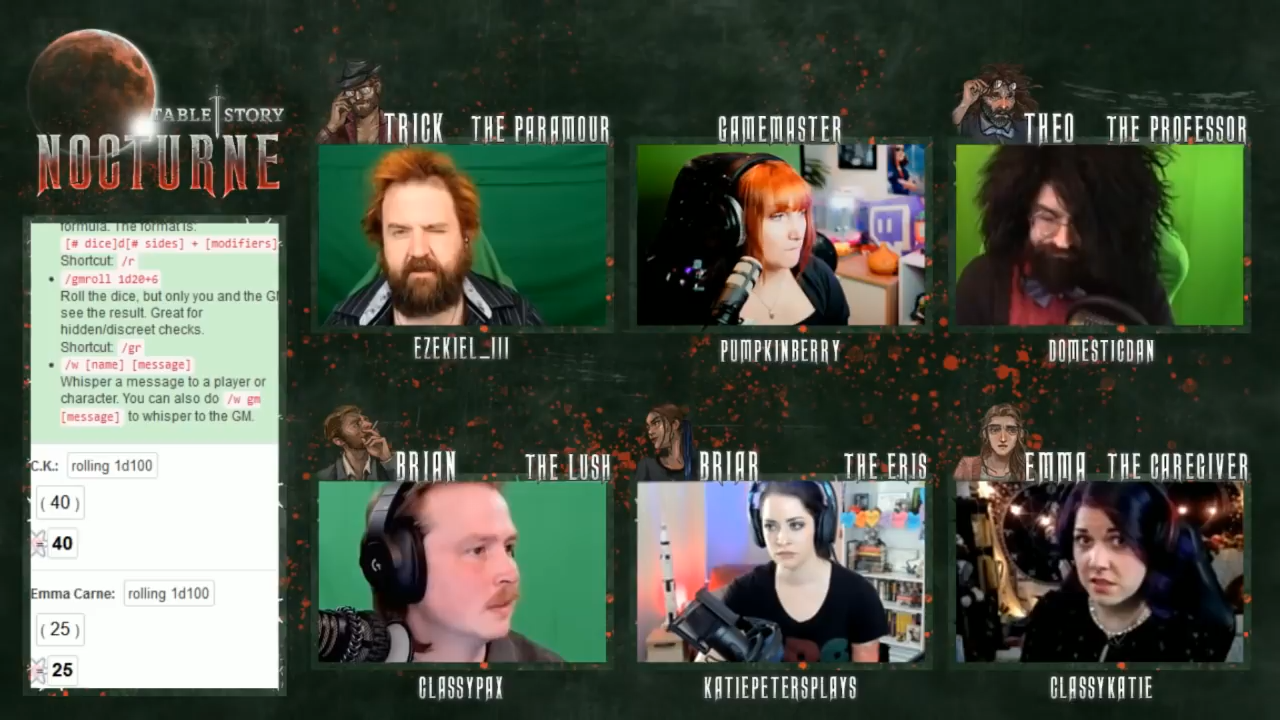 TABLE STORY
NOCTURNE
formula. The format is:
[# dice]d[# sides] + [modifiers]
Shortcut: /r
/gmroll 1d20+6
Roll the dice, but only you and the G
see the result. Great for
hidden/discreet checks.
Shortcut: /gr
/w [name] [message]
Whisper a message to a player or
character. You can also do /w gm
[message] to whisper to the GM.
C.K.: rolling 1d100
( 40 )
= 40
Emma Carne: rolling 1d100
( 25 )
= 25
TRICK THE PARAMOUR
EZEKIEL_III
GAMEMASTER
PUMPKINBERRY
THEO THE PROFESSOR
DOMESTICDAN
BRIAN THE LUSH
CLASSYPAX
BRIAR THE ERIS
KATIEPETERSPLAYS
EMMA THE CAREGIVER
CLASSYKATIE